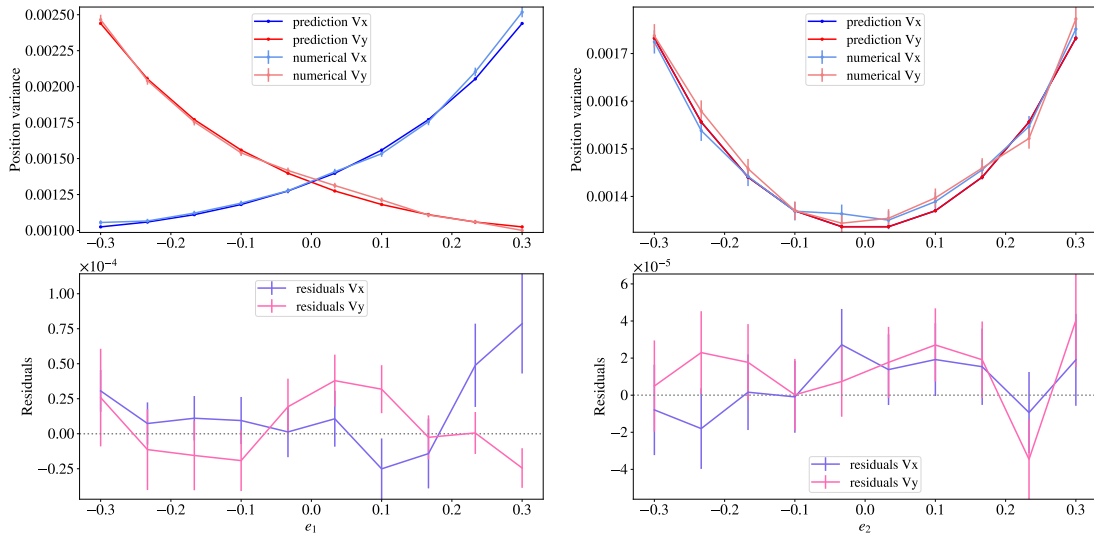 0.00250
0.00225
0.00200
0.00175
0.00150
0.00125
0.00100
Position variance
prediction Vx
prediction Vy
numerical Vx
numerical Vy
−0.3 −0.2 −0.1 0.0 0.1 0.2 0.3
0.0017
0.0016
0.0015
0.0014
Position variance
prediction Vx
prediction Vy
numerical Vx
numerical Vy
−0.3 −0.2 −0.1 0.0 0.1 0.2 0.3
×10⁻⁴
1.00
0.75
0.50
0.25
0.00
−0.25
Residuals
residuals Vx
residuals Vy
−0.3 −0.2 −0.1 0.0 0.1 0.2 0.3
e₁
×10⁻⁵
6
4
2
0
−2
−4
Residuals
residuals Vx
residuals Vy
−0.3 −0.2 −0.1 0.0 0.1 0.2 0.3
e₂